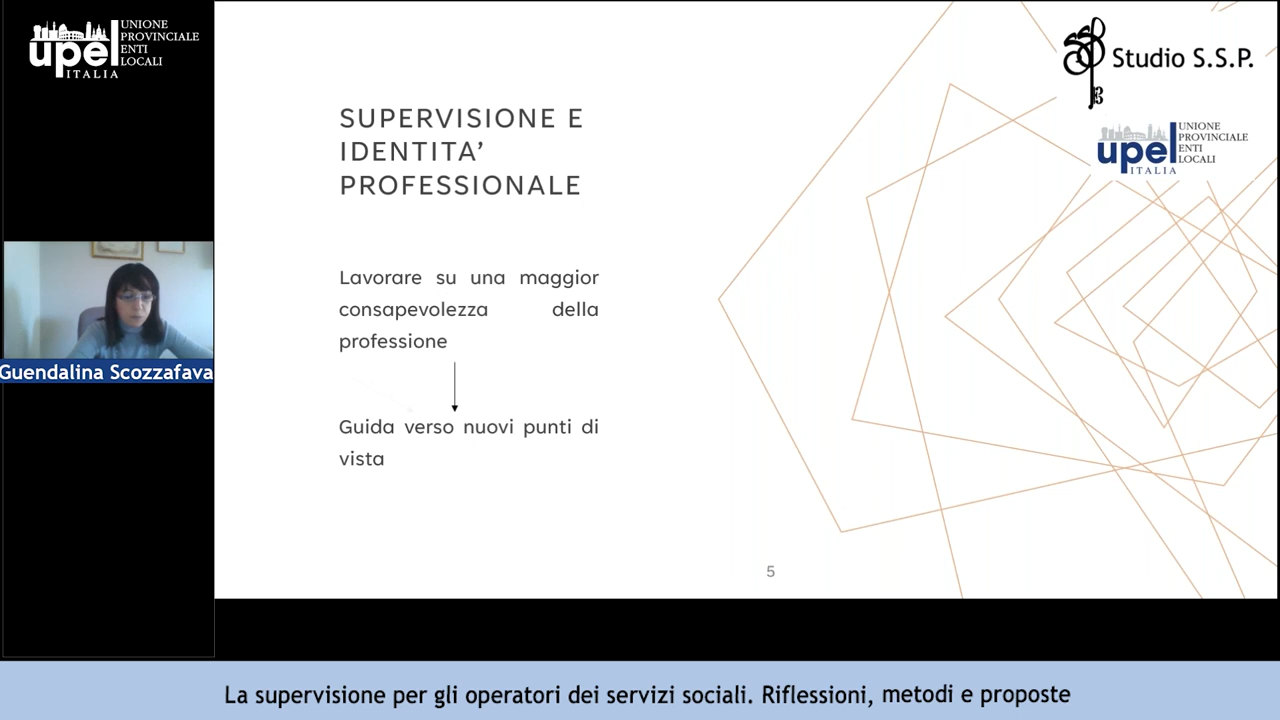 upel
ITALIA
UNIONE
PROVINCIALE
ENTI
LOCALI
Studio S.S.P.
upel
ITALIA
UNIONE
PROVINCIALE
ENTI
LOCALI
SUPERVISIONE E
IDENTITA’
PROFESSIONALE
Lavorare su una maggior
consapevolezza della
professione
Guida verso nuovi punti di
vista
Guendalina Scozzafava
5
La supervisione per gli operatori dei servizi sociali. Riflessioni, metodi e proposte